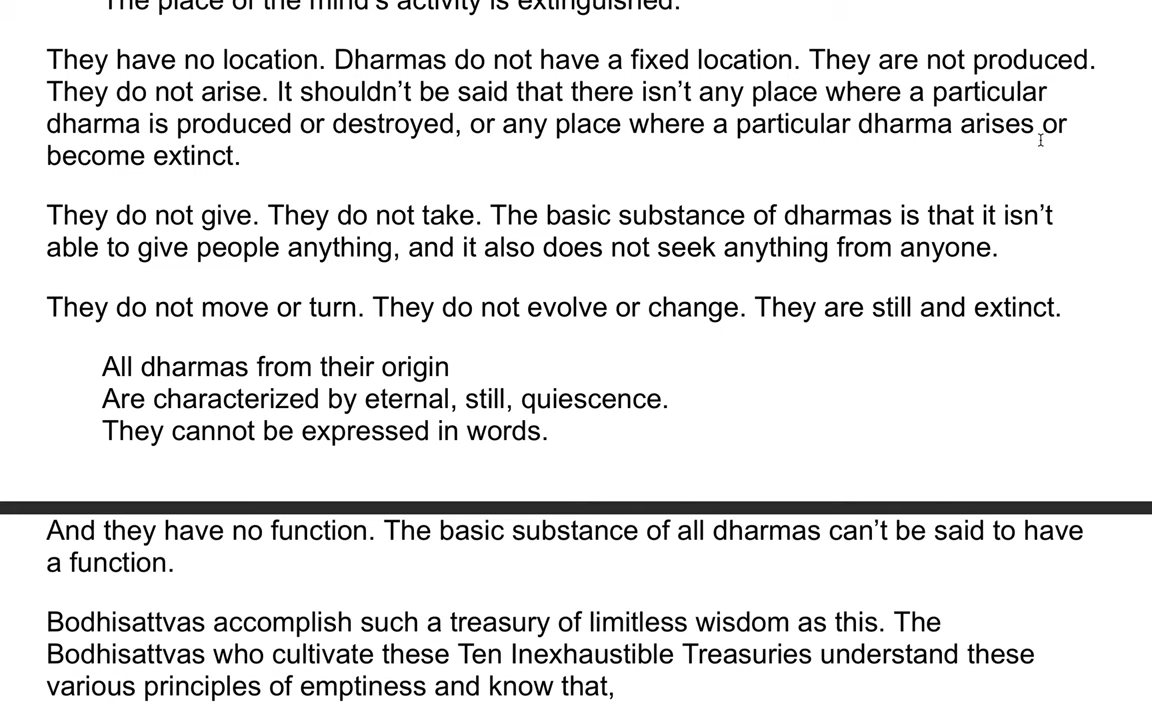 The place of the mind's activity is extinguished.
They have no location. Dharmas do not have a fixed location. They are not produced.
They do not arise. It shouldn't be said that there isn't any place where a particular
dharma is produced or destroyed, or any place where a particular dharma arises or
become extinct.
They do not give. They do not take. The basic substance of dharmas is that it isn't
able to give people anything, and it also does not seek anything from anyone.
They do not move or turn. They do not evolve or change. They are still and extinct.
All dharmas from their origin
Are characterized by eternal, still, quiescence.
They cannot be expressed in words.
And they have no function. The basic substance of all dharmas can't be said to have
a function.
Bodhisattvas accomplish such a treasury of limitless wisdom as this. The
Bodhisattvas who cultivate these Ten Inexhaustible Treasuries understand these
various principles of emptiness and know that,